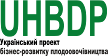 UHBDP
Український проект
бізнес-розвитку плодоовочівництва